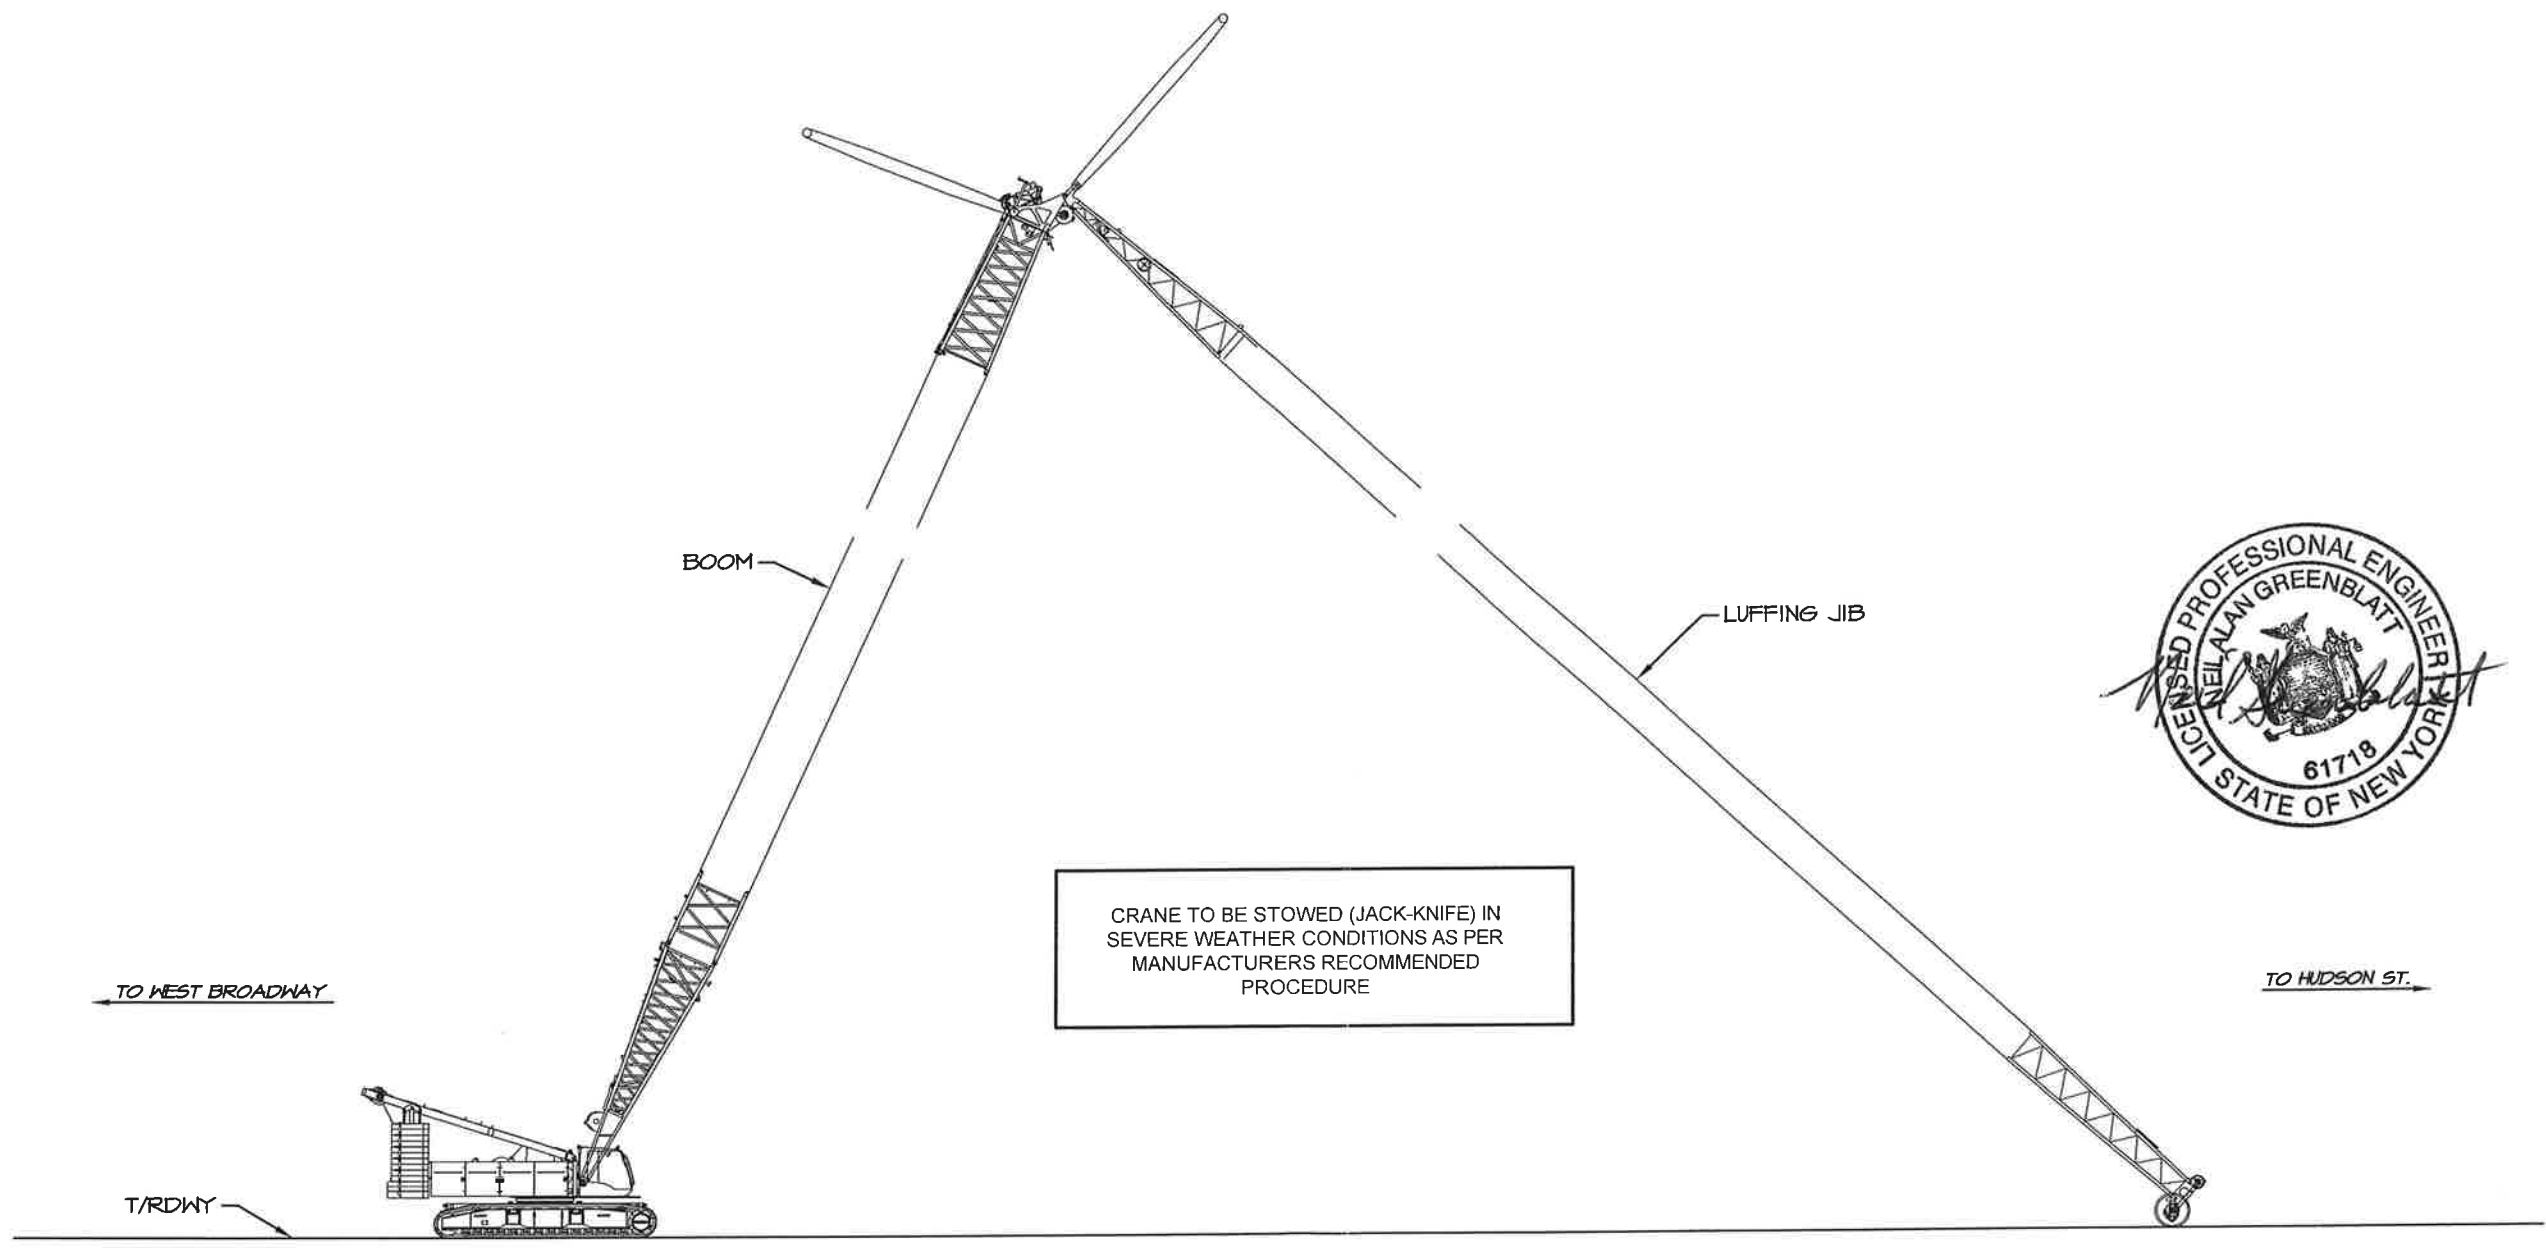 BOOM
LUFFING JIB
LICENSED PROFESSIONAL ENGINEER
STATE OF NEW YORK
NEIL ALAN GREENBLATT
61718
CRANE TO BE STOWED (JACK-KNIFE) IN
SEVERE WEATHER CONDITIONS AS PER
MANUFACTURERS RECOMMENDED
PROCEDURE
TO WEST BROADWAY
TO HUDSON ST.
T/RDWY